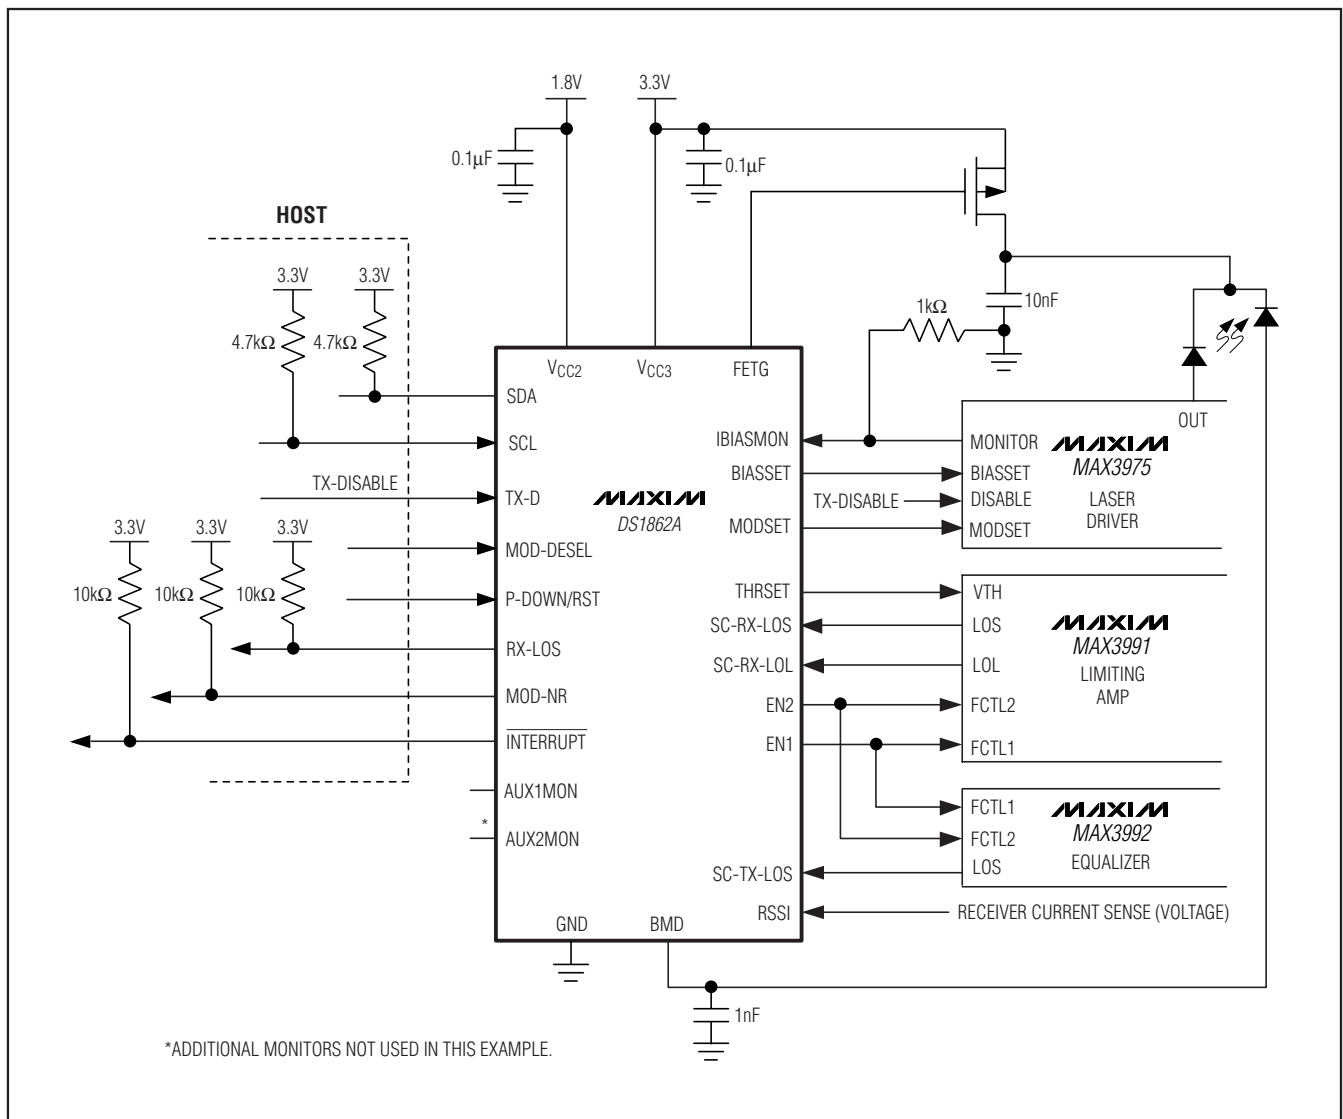 1.8V
3.3V
0.1µF
0.1µF
HOST
3.3V
3.3V
4.7kΩ
4.7kΩ
1kΩ
10nF
VCC2
VCC3
FETG
SDA
SCL
TX-DISABLE
TX-D
MOD-DESEL
P-DOWN/RST
RX-LOS
MOD-NR
INTERRUPT
AUX1MON
*
AUX2MON
3.3V
3.3V
3.3V
10kΩ
10kΩ
10kΩ
MAXIM
DS1862A
IBIASMON
BIASSET
MODSET
THRSET
SC-RX-LOS
SC-RX-LOL
EN2
EN1
SC-TX-LOS
RSSI
GND
BMD
OUT
MONITOR
BIASSET
TX-DISABLE
DISABLE
MODSET
MAXIM
MAX3975
LASER
DRIVER
VTH
LOS
LOL
FCTL2
FCTL1
MAXIM
MAX3991
LIMITING
AMP
FCTL1
FCTL2
LOS
MAXIM
MAX3992
EQUALIZER
RECEIVER CURRENT SENSE (VOLTAGE)
1nF
*ADDITIONAL MONITORS NOT USED IN THIS EXAMPLE.